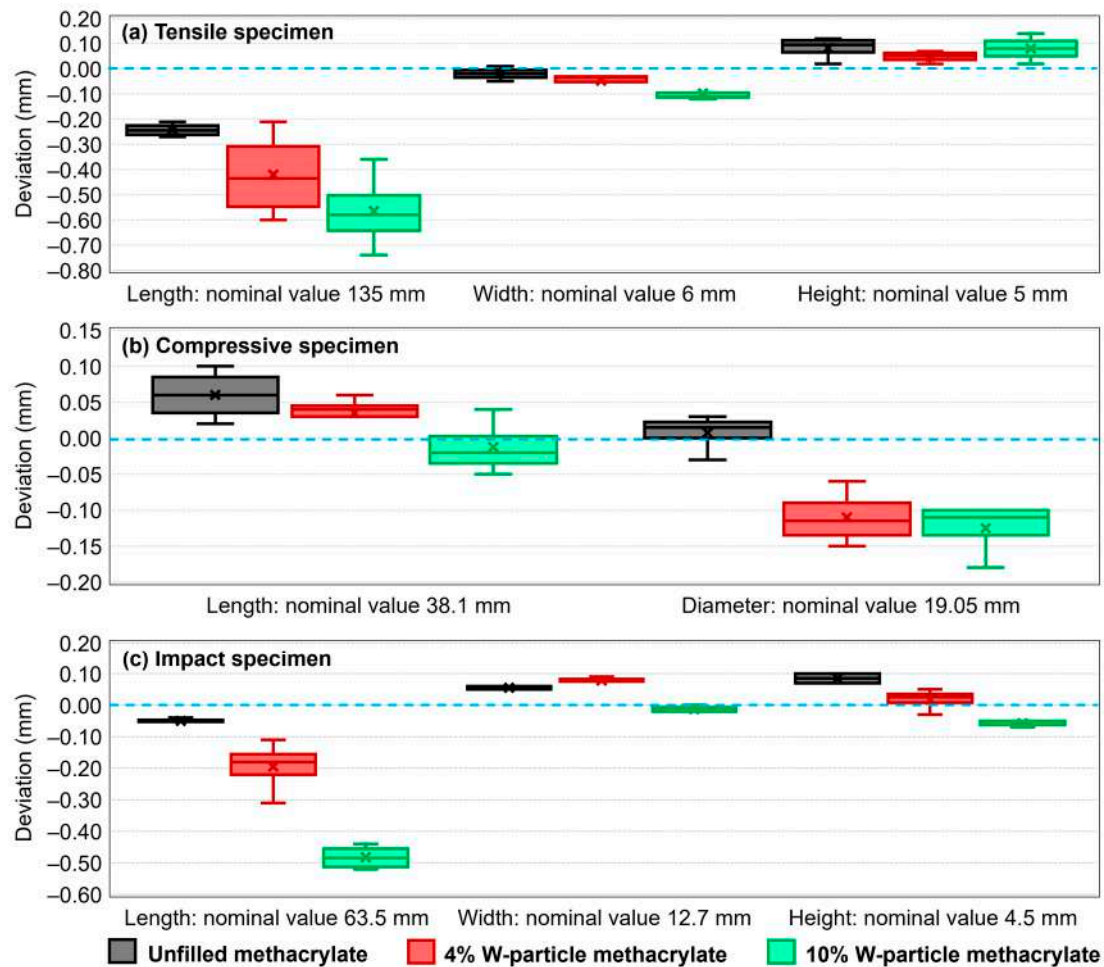 0.20
(a) Tensile specimen
0.10
0.00
–0.10
–0.20
–0.30
–0.40
–0.50
–0.60
–0.70
–0.80
Deviation (mm)
Length: nominal value 135 mm
Width: nominal value 6 mm
Height: nominal value 5 mm
0.15
(b) Compressive specimen
0.10
0.05
0.00
–0.05
–0.10
–0.15
–0.20
Deviation (mm)
Length: nominal value 38.1 mm
Diameter: nominal value 19.05 mm
0.20
(c) Impact specimen
0.10
0.00
–0.10
–0.20
–0.30
–0.40
–0.50
–0.60
Deviation (mm)
Length: nominal value 63.5 mm
Width: nominal value 12.7 mm
Height: nominal value 4.5 mm
Unfilled methacrylate
4% W-particle methacrylate
10% W-particle methacrylate